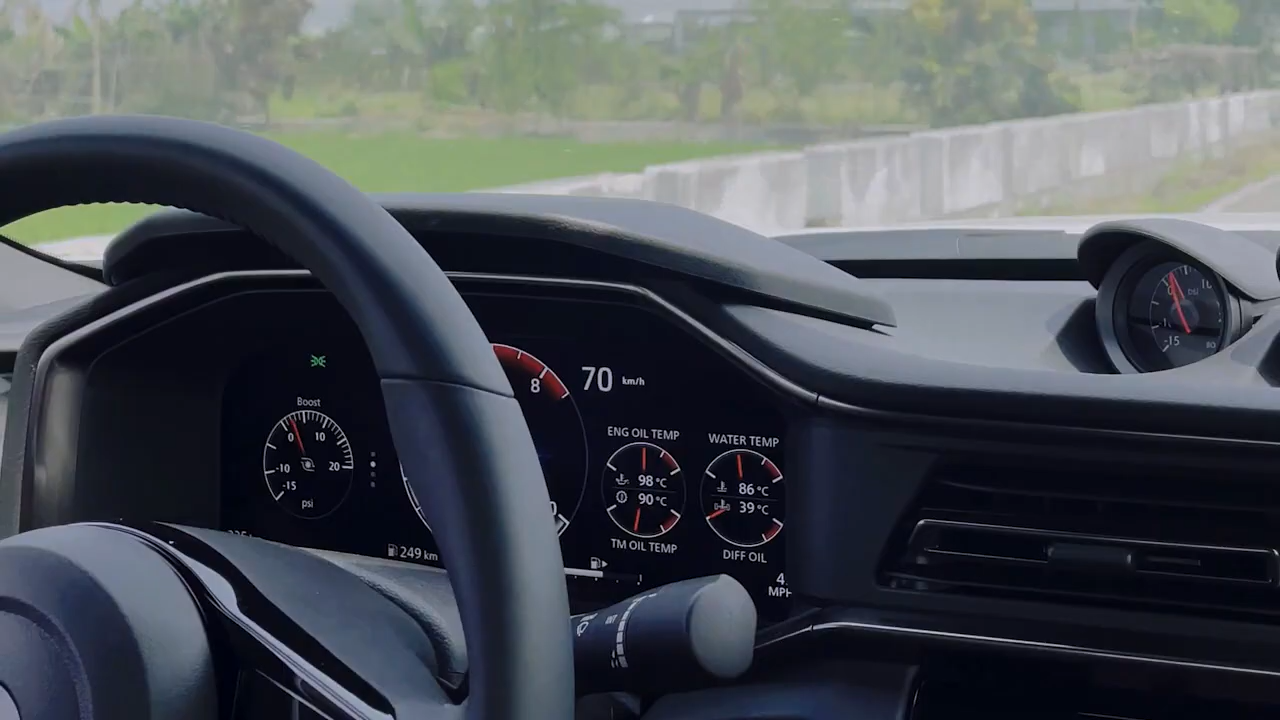 Boost
0 10
-10 20
-15
psi
249 km
8
70 km/h
ENG OIL TEMP
98 °C
90 °C
TM OIL TEMP
WATER TEMP
86 °C
39 °C
DIFF OIL
MPH
0
psi
-15